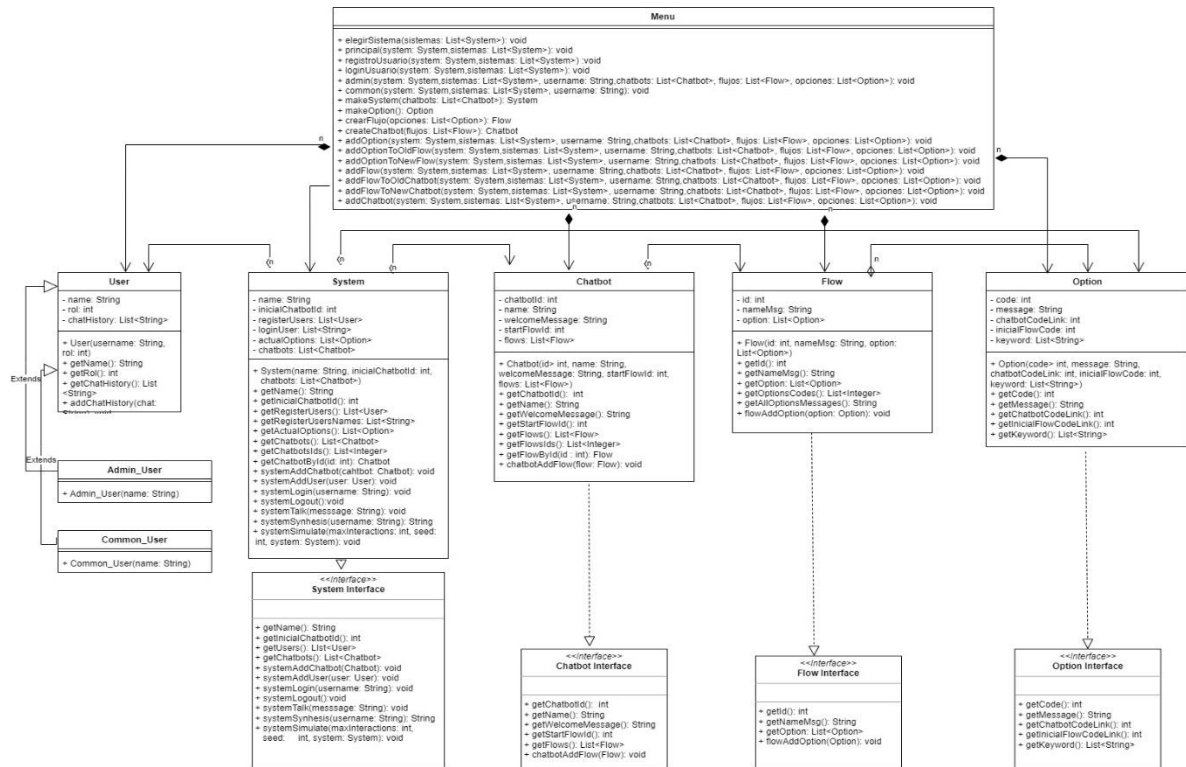 Menu
+ elegirSistema(sistemas: List<System>): void
+ principal(system: System,sistemas: List<System>): void
+ registroUsuario(system: System,sistemas: List<System>) :void
+ loginUsuario(system: System,sistemas: List<System>): void
+ admin(system: System,sistemas: List<System>, username: String,chatbots: List<Chatbot>, flujos: List<Flow>, opciones: List<Option>): void
+ common(system: System,sistemas: List<System>, username: String): void
+ makeSystem(chatbots: List<Chatbot>): System
+ makeOption(): Option
+ crearFlujo(opciones: List<Option>): Flow
+ createChatbot(flujos: List<Flow>): Chatbot
+ addOption(system: System,sistemas: List<System>, username: String,chatbots: List<Chatbot>, flujos: List<Flow>, opciones: List<Option>): void
+ addOptionToOldFlow(system: System,sistemas: List<System>, username: String,chatbots: List<Chatbot>, flujos: List<Flow>, opciones: List<Option>): void
+ addOptionToNewFlow(system: System,sistemas: List<System>, username: String,chatbots: List<Chatbot>, flujos: List<Flow>, opciones: List<Option>): void
+ addFlow(system: System,sistemas: List<System>, username: String,chatbots: List<Chatbot>, flujos: List<Flow>, opciones: List<Option>): void
+ addFlowToOldChatbot(system: System,sistemas: List<System>, username: String,chatbots: List<Chatbot>, flujos: List<Flow>, opciones: List<Option>): void
+ addFlowToNewChatbot(system: System,sistemas: List<System>, username: String,chatbots: List<Chatbot>, flujos: List<Flow>, opciones: List<Option>): void
+ addChatbot(system: System,sistemas: List<System>, username: String,chatbots: List<Chatbot>, flujos: List<Flow>, opciones: List<Option>): void
n
n
n
n
n
n
n
n
User
- name: String
- rol: int
- chatHistory: List<String>
+ User(username: String,
rol: int)
+ getName(): String
+ getRol(): int
+ getChatHistory(): List
<String>
+ addChatHistory(chat:
Extends
Extends
Admin_User
+ Admin_User(name: String)
Common_User
+ Common_User(name: String)
System
- name: String
- inicialChatbotId: int
- registerUsers: List<User>
- loginUser: List<String>
- actualOptions: List<Option>
- chatbots: List<Chatbot>
+ System(name: String, inicialChatbotId: int,
chatbots: List<Chatbot>)
+ getName(): String
+ getInicialChatbotId(): int
+ getRegisterUsers(): List<User>
+ getRegisterUsersNames: List<String>
+ getActualOptions(): List<Option>
+ getChatbots(): List<Chatbot>
+ getChatbotsIds(): List<Integer>
+ getChatbotById(id: int): Chatbot
+ systemAddChatbot(cahtbot: Chatbot): void
+ systemAddUser(user: User): void
+ systemLogin(username: String): void
+ systemLogout():void
+ systemTalk(messsage: String): void
+ systemSynhesis(username: String): String
+ systemSimulate(maxInteractions: int, seed:
int, system: System): void
<<Interface>>
System Interface
+ getName(): String
+ getInicialChatbotId(): int
+ getUsers(): LIst<User>
+ getChatbots(): List<Chatbot>
+ systemAddChatbot(Chatbot): void
+ systemAddUser(user: User): void
+ systemLogin(username: String): void
+ systemLogout():void
+ systemTalk(messsage: String): void
+ systemSynhesis(username: String): String
+ systemSimulate(maxInteractions: int,
seed: int, system: System): void
Chatbot
- chatbotId: int
- name: String
- welcomeMessage: String
- startFlowId: int
- flows: List<Flow>
+ Chatbot(id> int, name: String,
welcomeMessage: String, startFlowId: int,
flows: List<Flow>)
+ getChatbotId(): int
+ getName(): String
+ getWelcomeMessage(): String
+ getStartFlowId(): int
+ getFlows(): List<Flow>
+ getFlowsIds(): List<Integer>
+ getFlowById(id : int): Flow
+ chatbotAddFlow(flow: Flow): void
<<Interface>>
Chatbot Interface
+ getChatbotId(): int
+ getName(): String
+ getWelcomeMessage(): String
+ getStartFlowId(): int
+ getFlows(): List<Flow>
+ chatbotAddFlow(Flow): void
Flow
- id: int
- nameMsg: String
- option: List<Option>
+ Flow(id: int, nameMsg: String, option:
List<Option>)
+ getId(): int
+ getNameMsg(): String
+ getOption: List<Option>
+ getOptionsCodes(): List<Integer>
+ getAllOptionsMessages(): String
+ flowAddOption(option: Option): void
<<Interface>>
Flow Interface
+ getId(): int
+ getNameMsg(): String
+ getOption: List<Option>
+ flowAddOption(Option): void
Option
- code: int
- message: String
- chatbotCodeLink: int
- inicialFlowCode: int
- keyword: List<String>
+ Option(code> int, message: String,
chatbotCodeLink: int, inicialFlowCode: int,
keyword: List<String>)
+ getCode(): int
+ getMessage(): String
+ getChatbotCodeLink(): int
+ getInicialFlowCodeLink(): int
+ getKeyword(): List<String>
<<Interface>>
Option Interface
+ getCode(): int
+ getMessage(): String
+ getChatbotCodeLink(): int
+ getInicialFlowCodeLink(): int
+ getKeyword(): List<String>